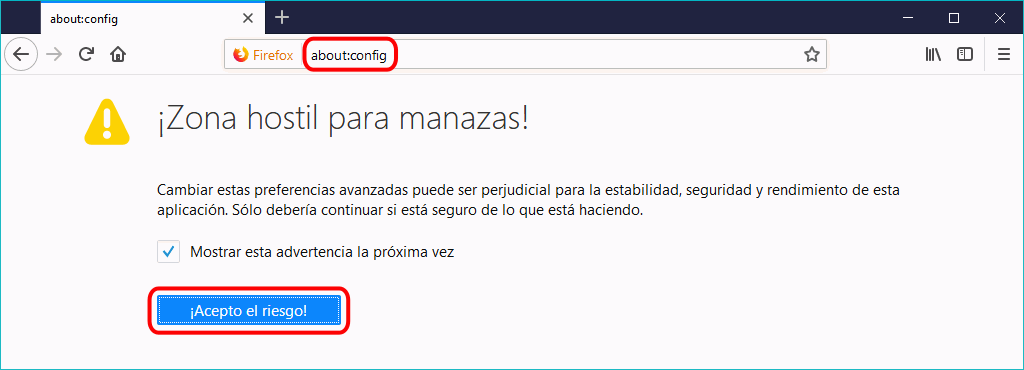 about:config
Firefox about:config
¡Zona hostil para manazas!
Cambiar estas preferencias avanzadas puede ser perjudicial para la estabilidad, seguridad y rendimiento de esta
aplicación. Sólo debería continuar si está seguro de lo que está haciendo.
Mostrar esta advertencia la próxima vez
¡Acepto el riesgo!